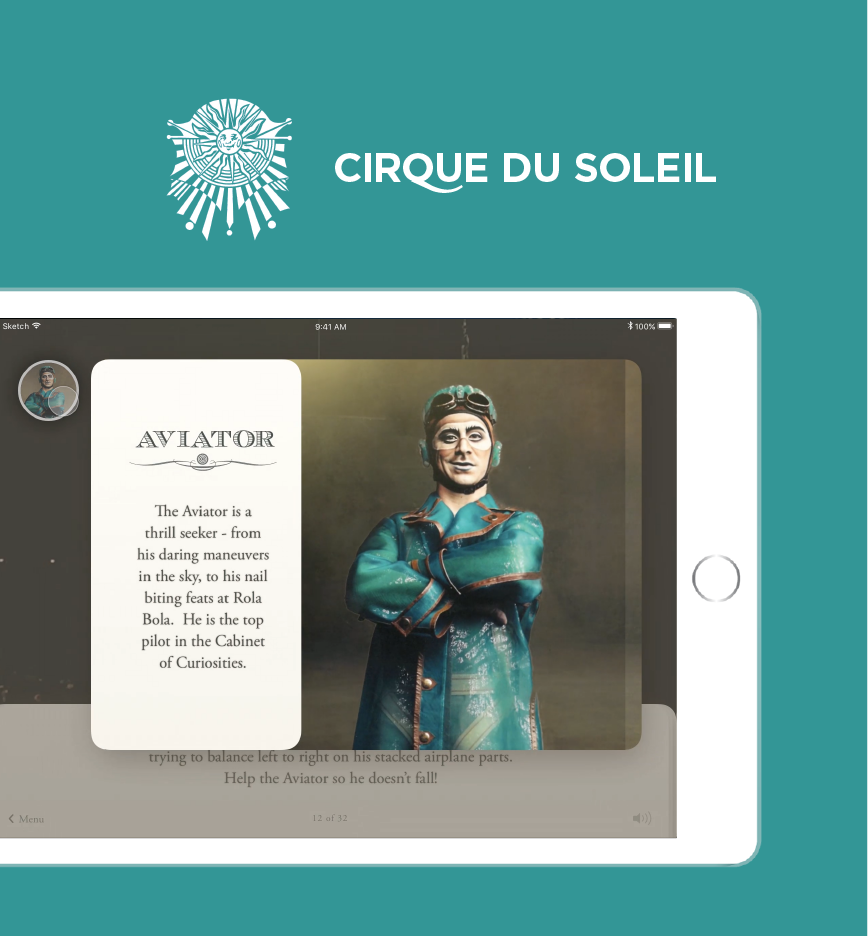 CIRQUE DU SOLEIL
Sketch
9:41 AM
100%
AVIATOR
The Aviator is a
thrill seeker - from
his daring maneuvers
in the sky, to his nail
biting feats at Rola
Bola.  He is the top
pilot in the Cabinet
of Curiosities.
trying to balance left to right on his stacked airplane parts.
Help the Aviator so he doesn't fall!
Menu
12 of 32